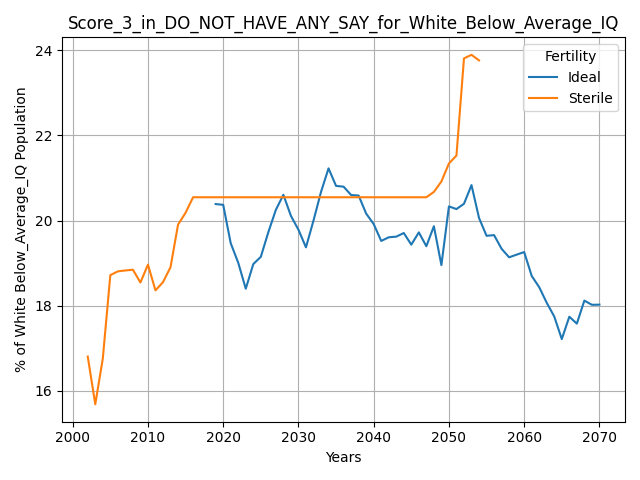 Score_3_in_DO_NOT_HAVE_ANY_SAY_for_White_Below_Average_IQ
% of White Below_Average_IQ Population
24
22
20
18
16
Fertility
Ideal
Sterile
2000 2010 2020 2030 2040 2050 2060 2070
Years